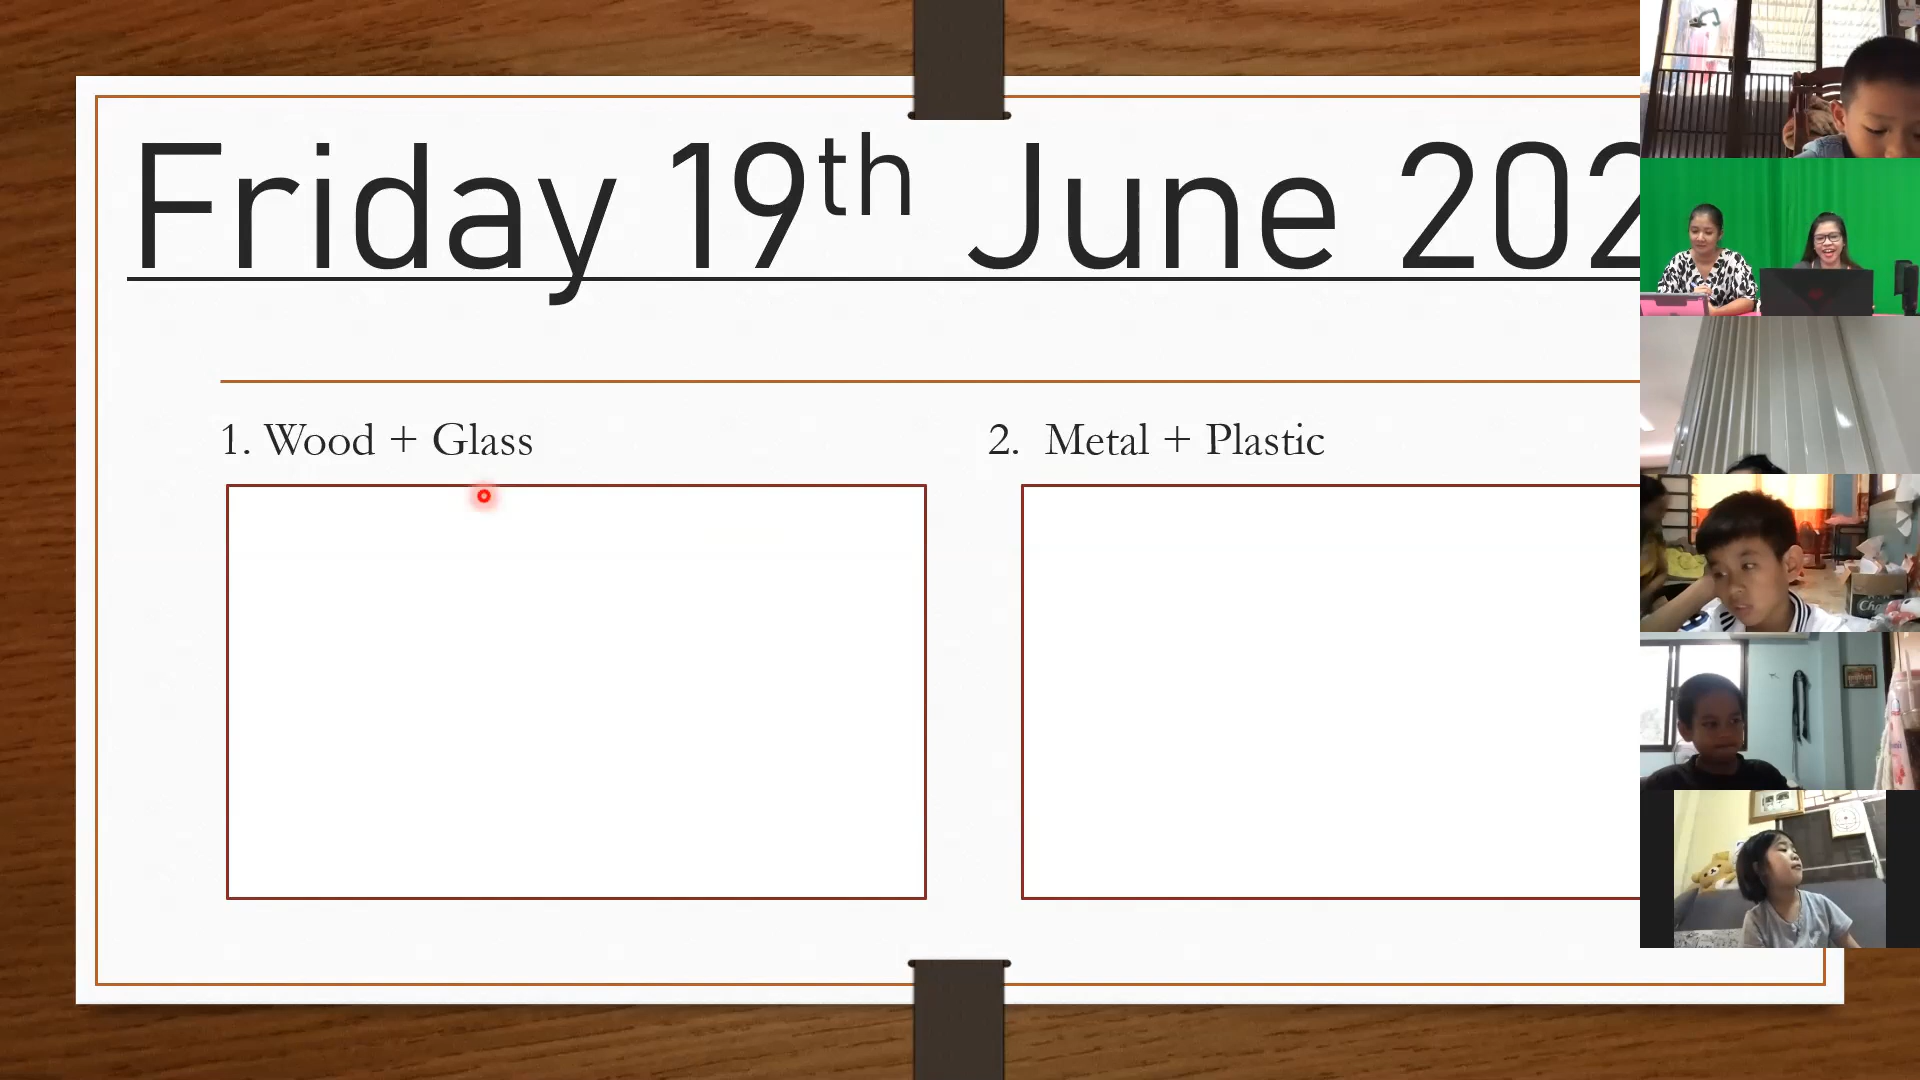 Friday 19th June 202
1. Wood + Glass
2. Metal + Plastic